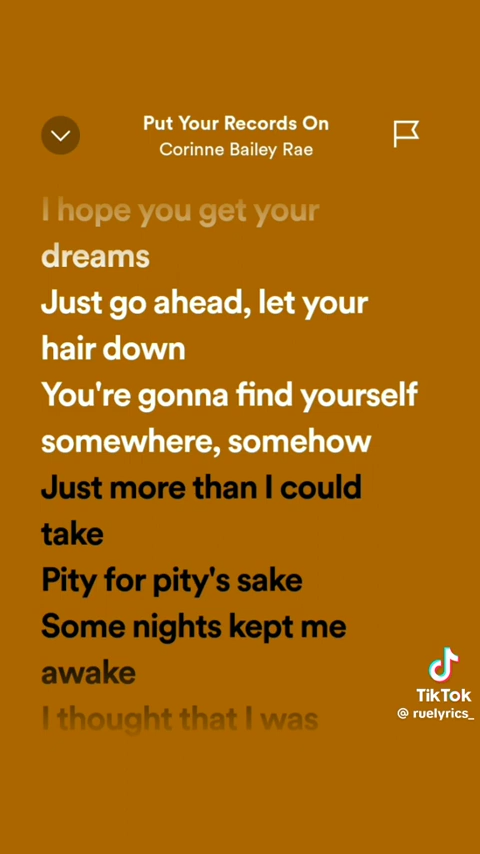 Put Your Records On
Corinne Bailey Rae
I hope you get your
dreams
Just go ahead, let your
hair down
You're gonna find yourself
somewhere, somehow
Just more than I could
take
Pity for pity's sake
Some nights kept me
awake
I thought that I was
TikTok
@ ruelyrics_